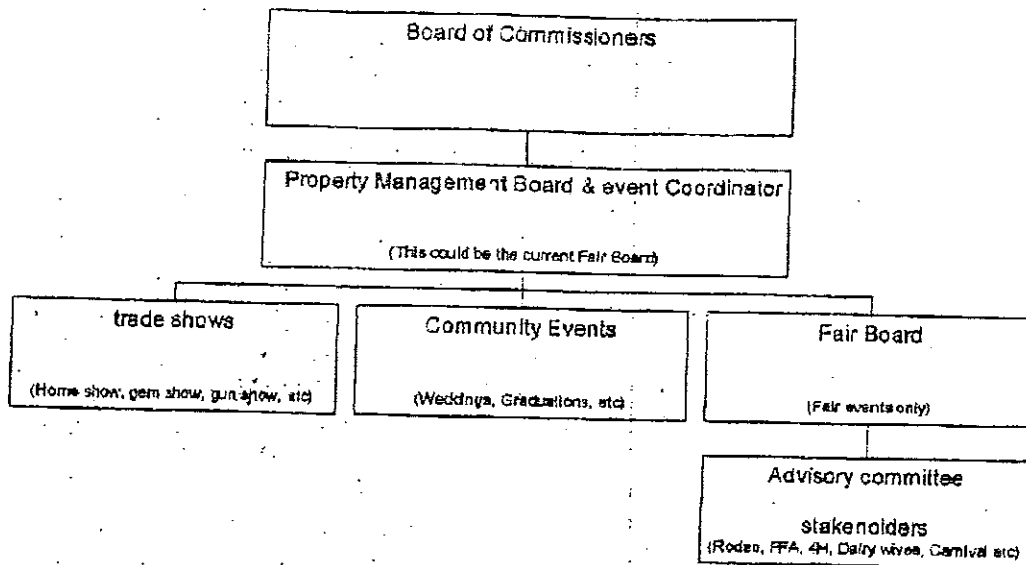 Board of Commissioners
Property Management Board & event Coordinator
(This could be the current Fair Board)
trade shows
(Home show, gem show, gun show, etc)
Community Events
(Weddings, Graduations, etc)
Fair Board
(Fair events only)
Advisory committee
stakeholders
(Rodeo, FFA, 4H, Dairy wives, Carnival etc)